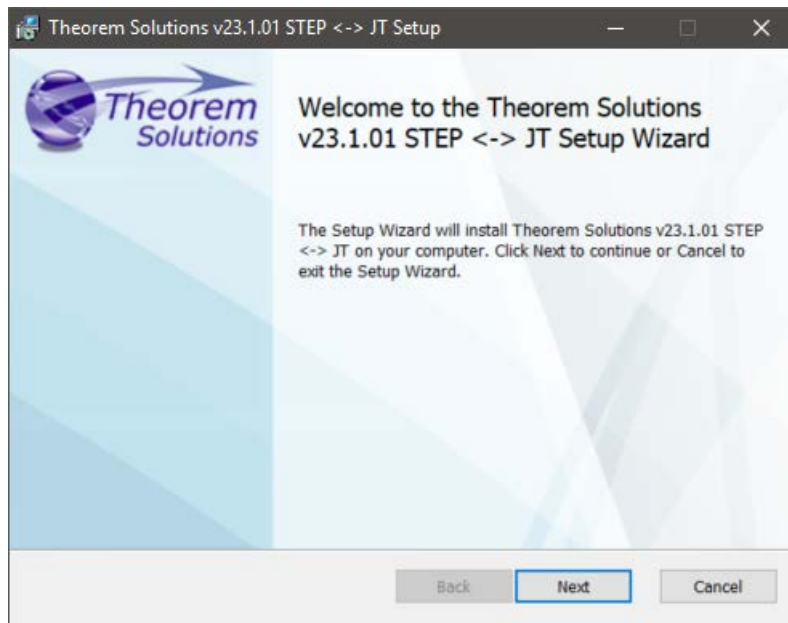 Theorem Solutions v23.1.01 STEP <-> JT Setup
Theorem
Solutions
Welcome to the Theorem Solutions
v23.1.01 STEP <-> JT Setup Wizard
The Setup Wizard will install Theorem Solutions v23.1.01 STEP
<-> JT on your computer. Click Next to continue or Cancel to
exit the Setup Wizard.
Back
Next
Cancel